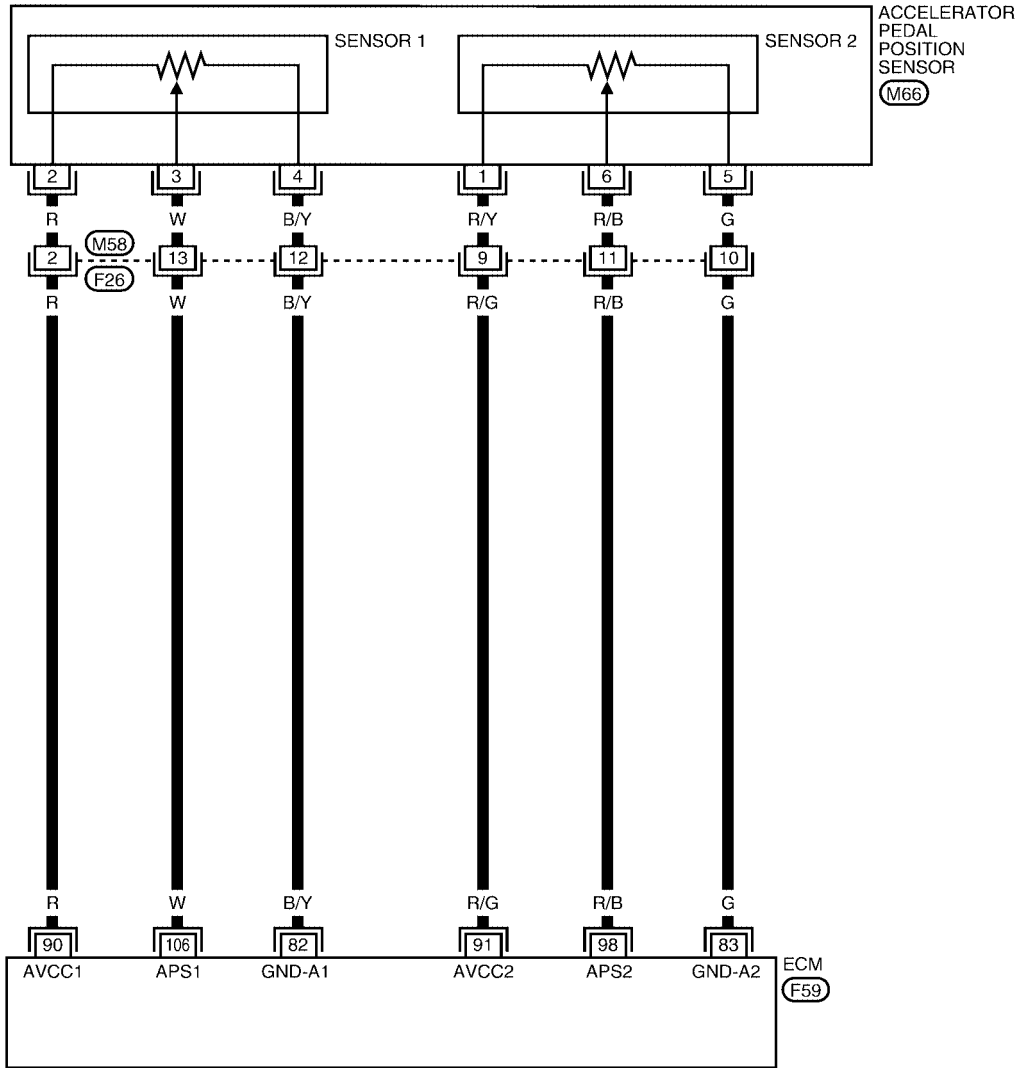 ACCELERATOR
PEDAL
POSITION
SENSOR
M66
SENSOR 1 SENSOR 2
2 3 4 1 6 5
R W B/Y R/Y R/B G
M58
2 13 12 9 11 10
F26
R W B/Y R/G R/B G
R W B/Y R/G R/B G
90 106 82 91 98 83
AVCC1 APS1 GND-A1 AVCC2 APS2 GND-A2
ECM
F59